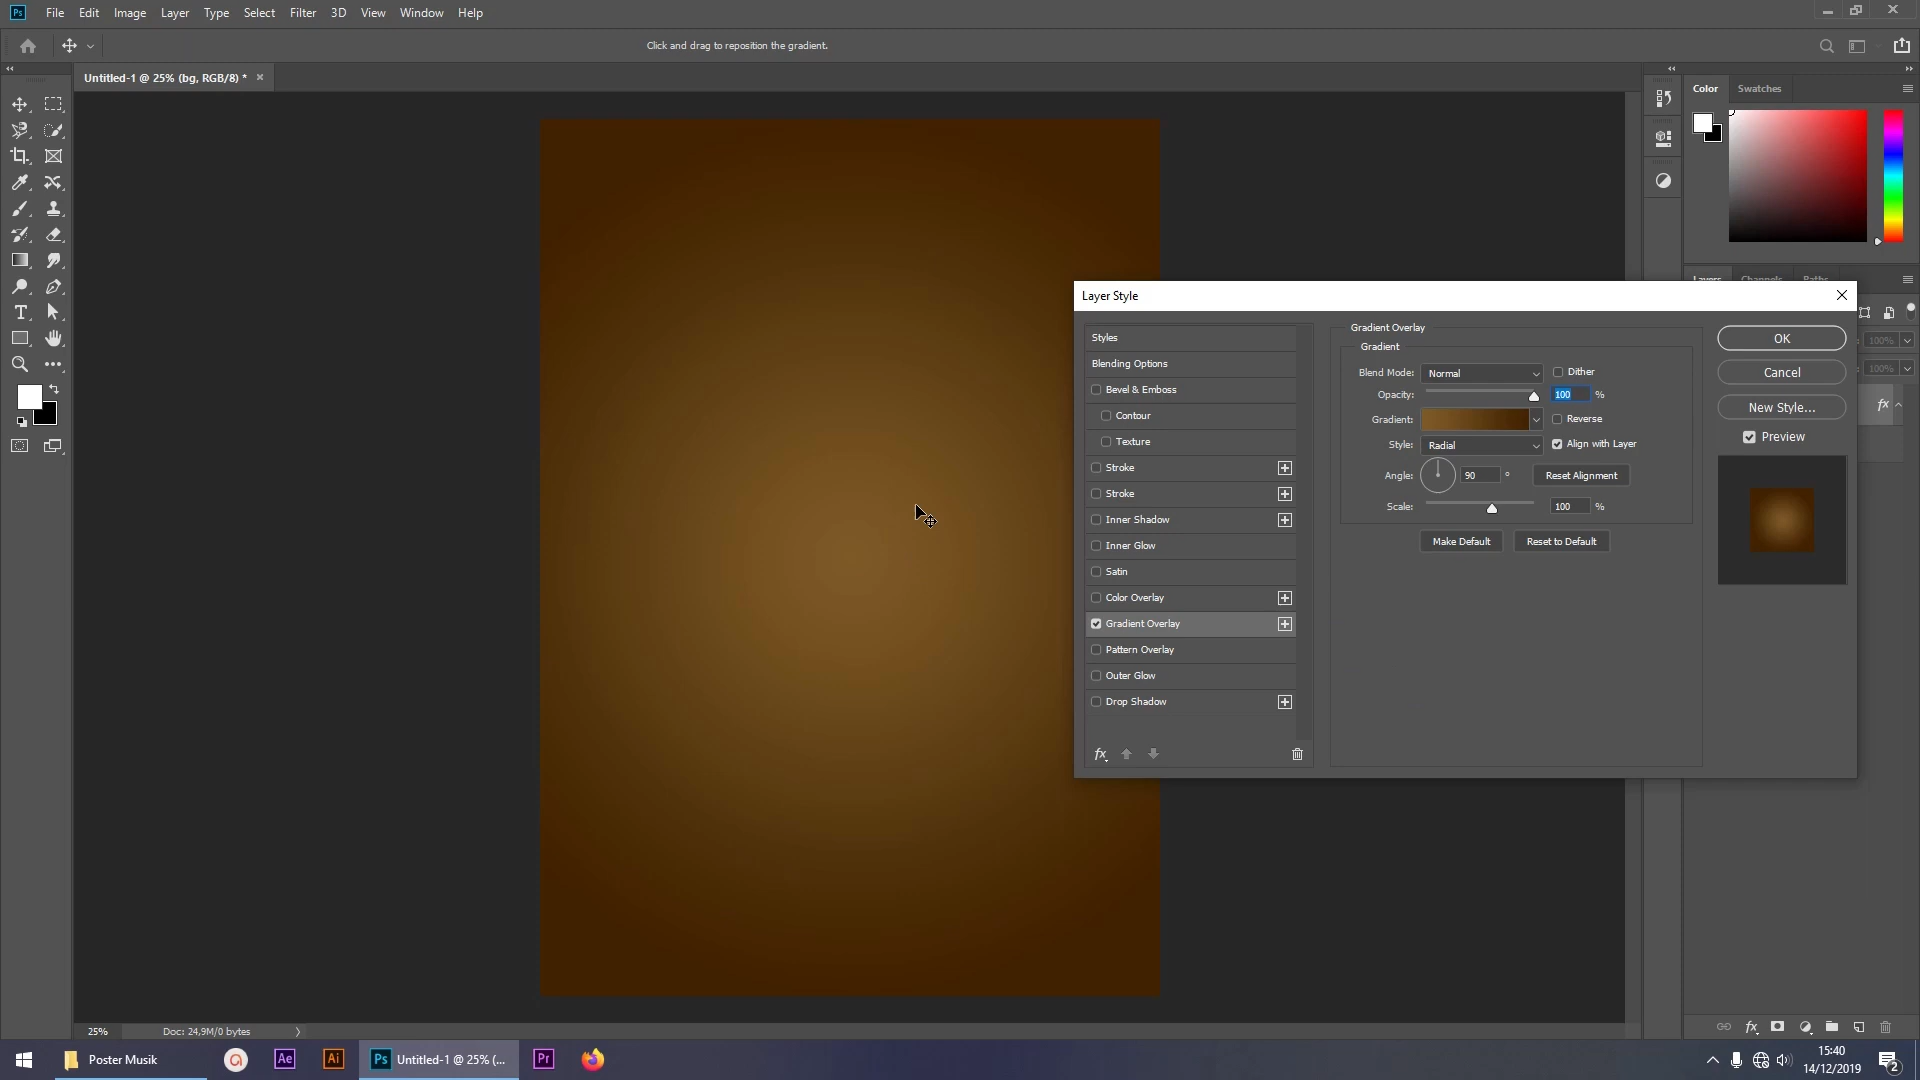 Ps File Edit Image Layer Type Select Filter 3D View Window Help
Click and drag to reposition the gradient.
Untitled-1 @ 25% (bg, RGB/8) *
Color Swatches
Layers Channels Paths
Layer Style
Styles
Blending Options
Bevel & Emboss
Contour
Texture
Stroke
Stroke
Inner Shadow
Inner Glow
Satin
Color Overlay
Gradient Overlay
Pattern Overlay
Outer Glow
Drop Shadow
fx
Gradient Overlay
Gradient
Blend Mode: Normal Dither
Opacity: 100 %
Gradient: Reverse
Style: Radial Align with Layer
Angle: 90 ° Reset Alignment
Scale: 100 %
Make Default Reset to Default
OK
Cancel
New Style...
Preview
100%
100%
fx
25% Doc: 24,9M/0 bytes
fx
Poster Musik
Ae
Ai
Ps Untitled-1 @ 25% (...
Pr
15:40
14/12/2019
2